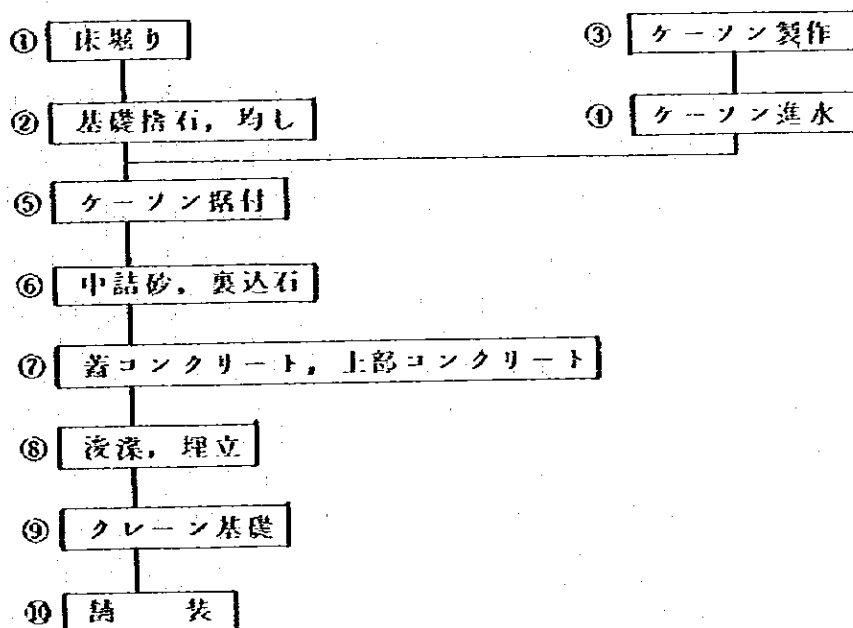 ① 床堀り
③ ケーソン製作
② 基礎捨石，均し
④ ケーソン進水
⑤ ケーソン据付
⑥ 中詰砂，裏込石
⑦ 蓋コンクリート，上部コンクリート
⑧ 浚渫，埋立
⑨ クレーン基礎
⑩ 舗装